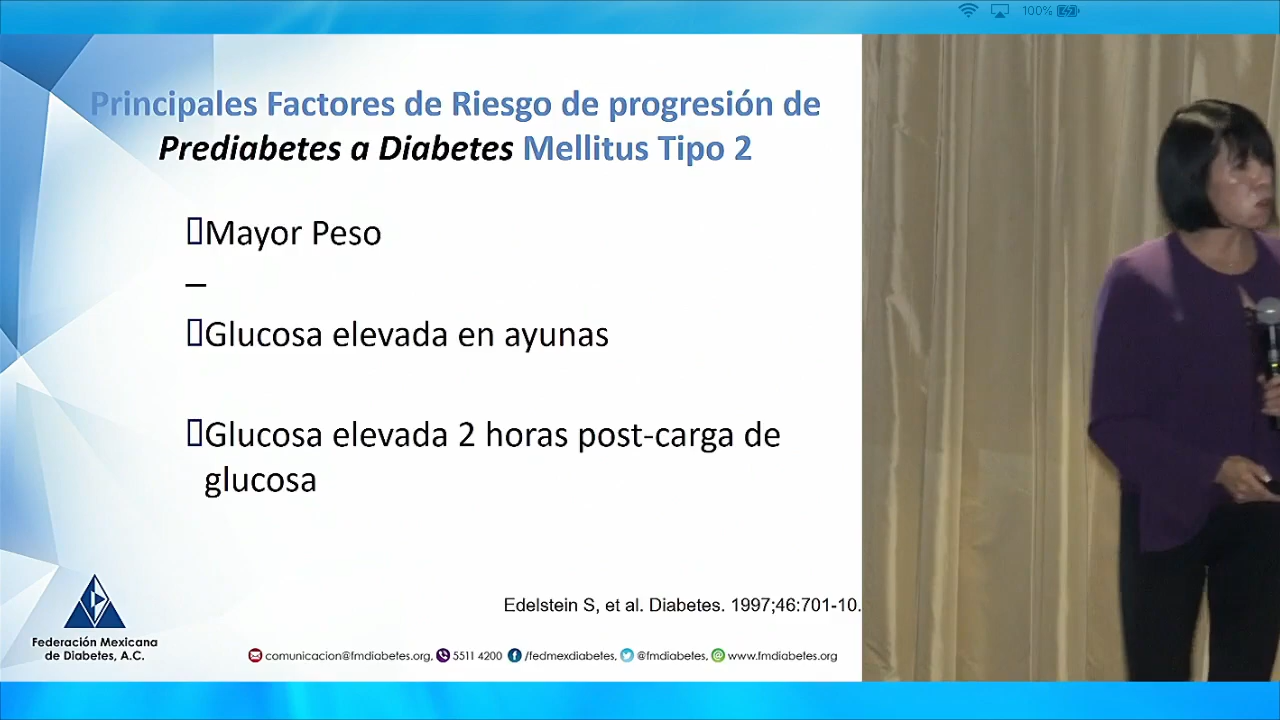 100%
Principales Factores de Riesgo de progresión de
Prediabetes a Diabetes Mellitus Tipo 2
Mayor Peso
–
Glucosa elevada en ayunas
Glucosa elevada 2 horas post-carga de
glucosa
Edelstein S, et al. Diabetes. 1997;46:701-10.
Federación Mexicana
de Diabetes, A.C.
comunicacion@fmdiabetes.org, 5511 4200 /fedmexdiabetes, @fmdiabetes, www.fmdiabetes.org